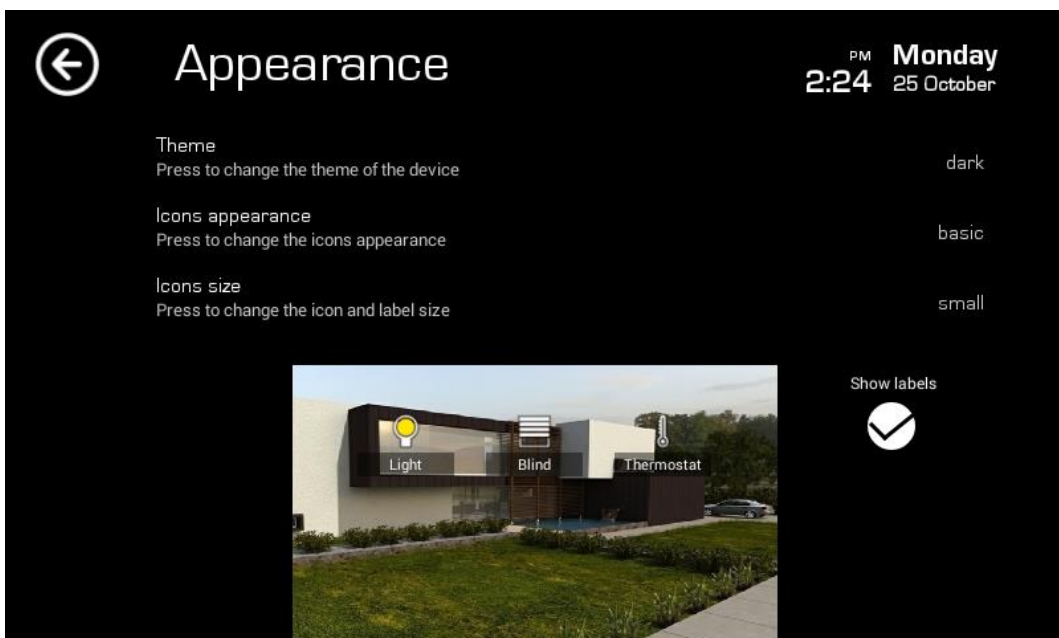 Appearance
PM
2:24
Monday
25 October
Theme
Press to change the theme of the device
dark
Icons appearance
Press to change the icons appearance
basic
Icons size
Press to change the icon and label size
small
Show labels
Light
Blind
Thermostat